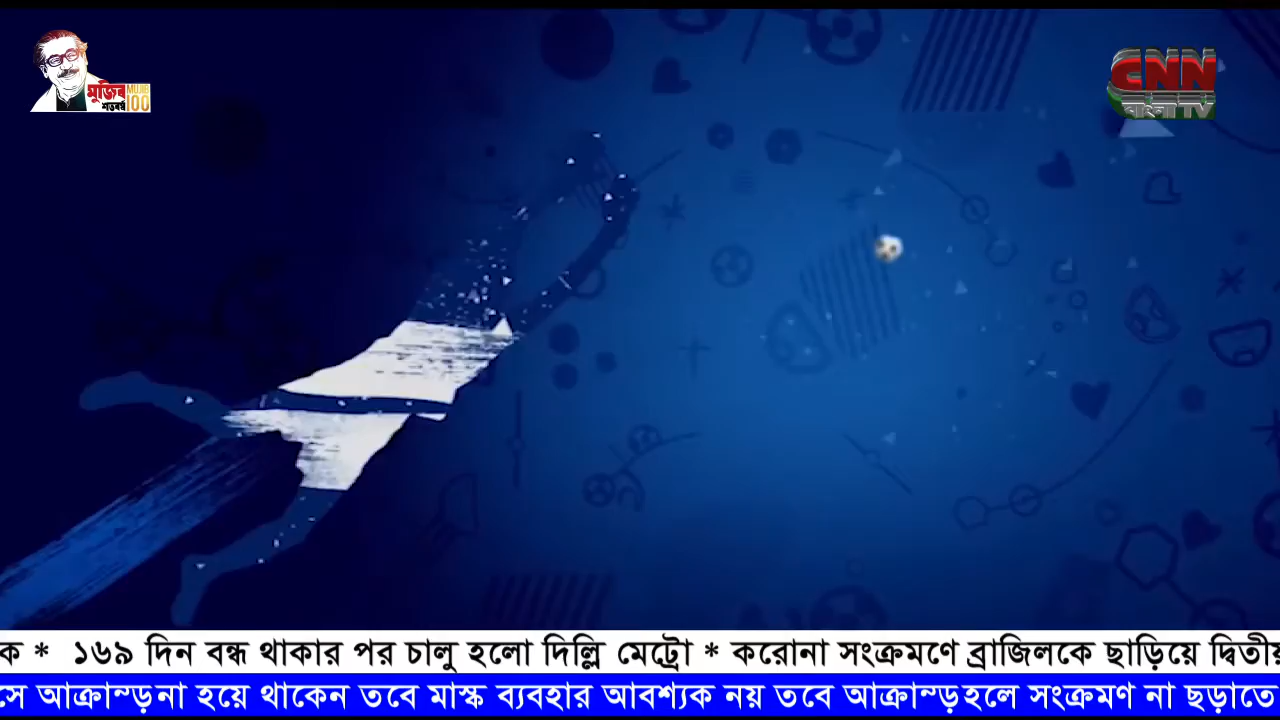 মুজিব MUJIB
শতবর্ষ 100
CNN
বাংলা TV
ক * ১৬৯ দিন বন্ধ থাকার পর চালু হলো দিল্লি মেট্রো * করোনা সংক্রমণে ব্রাজিলকে ছাড়িয়ে দ্বিতীয়
সে আক্রান্ড়না হয়ে থাকেন তবে মাস্ক ব্যবহার আবশ্যক নয় তবে আক্রান্ড়হলে সংক্রমণ না ছড়াতে